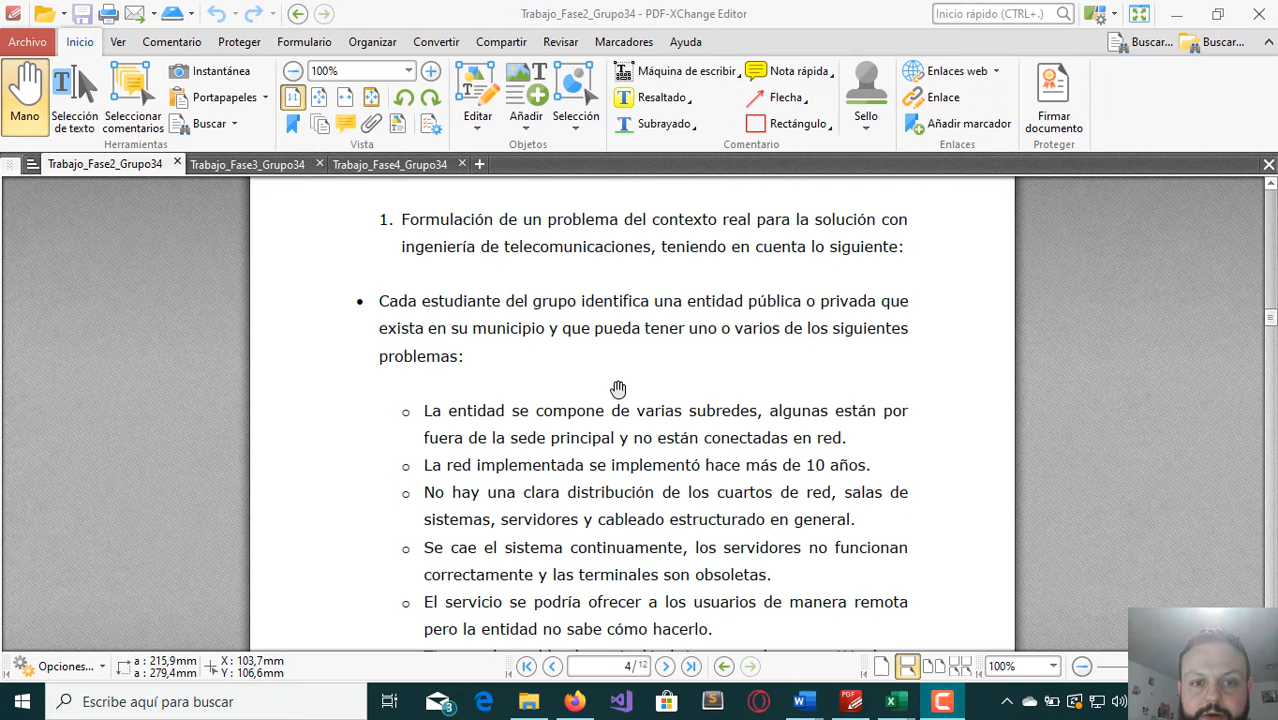 Trabajo_Fase2_Grupo34 - PDF-XChange Editor
Inicio rápido (CTRL+.)
Archivo Inicio Ver Comentario Proteger Formulario Organizar Convertir Compartir Revisar Marcadores Ayuda Buscar... Buscar...
Mano
Selección de texto
Seleccionar comentarios
Instantánea
Portapapeles
Buscar
Herramientas
100%
Vista
Editar
Añadir
Selección
Objetos
Máquina de escribir
Resaltado
Subrayado
Nota rápida
Flecha
Rectángulo
Sello
Comentario
Enlaces web
Enlace
Añadir marcador
Enlaces
Firmar documento
Proteger
Trabajo_Fase2_Grupo34 Trabajo_Fase3_Grupo34 Trabajo_Fase4_Grupo34
1. Formulación de un problema del contexto real para la solución con
ingeniería de telecomunicaciones, teniendo en cuenta lo siguiente:
• Cada estudiante del grupo identifica una entidad pública o privada que
exista en su municipio y que pueda tener uno o varios de los siguientes
problemas:
o La entidad se compone de varias subredes, algunas están por
fuera de la sede principal y no están conectadas en red.
o La red implementada se implementó hace más de 10 años.
o No hay una clara distribución de los cuartos de red, salas de
sistemas, servidores y cableado estructurado en general.
o Se cae el sistema continuamente, los servidores no funcionan
correctamente y las terminales son obsoletas.
o El servicio se podría ofrecer a los usuarios de manera remota
pero la entidad no sabe cómo hacerlo.
Opciones...
a : 215,9mm
a : 279,4mm
X : 103,7mm
Y : 106,6mm
4 / 12
100%
Escribe aquí para buscar
3
PDF